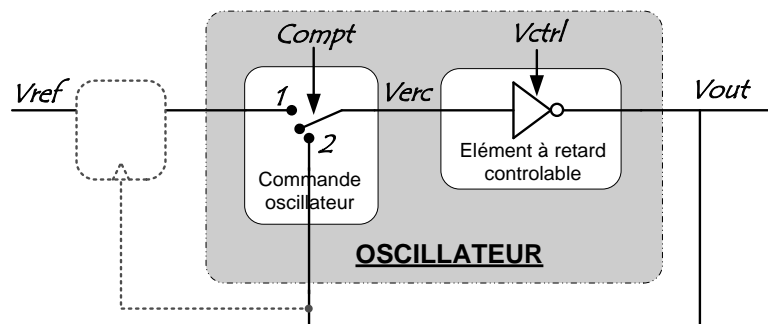 Compt
Vctrl
Vref
1
Verc
Vout
2
Commande
oscillateur
Elément à retard
controlable
OSCILLATEUR